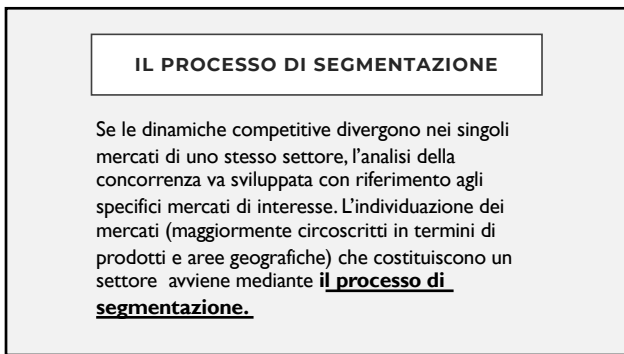 IL PROCESSO DI SEGMENTAZIONE
Se le dinamiche competitive divergono nei singoli
mercati di uno stesso settore, l'analisi della
concorrenza va sviluppata con riferimento agli
specifici mercati di interesse. L'individuazione dei
mercati (maggiormente circoscritti in termini di
prodotti e aree geografiche) che costituiscono un
settore avviene mediante il processo di
segmentazione.